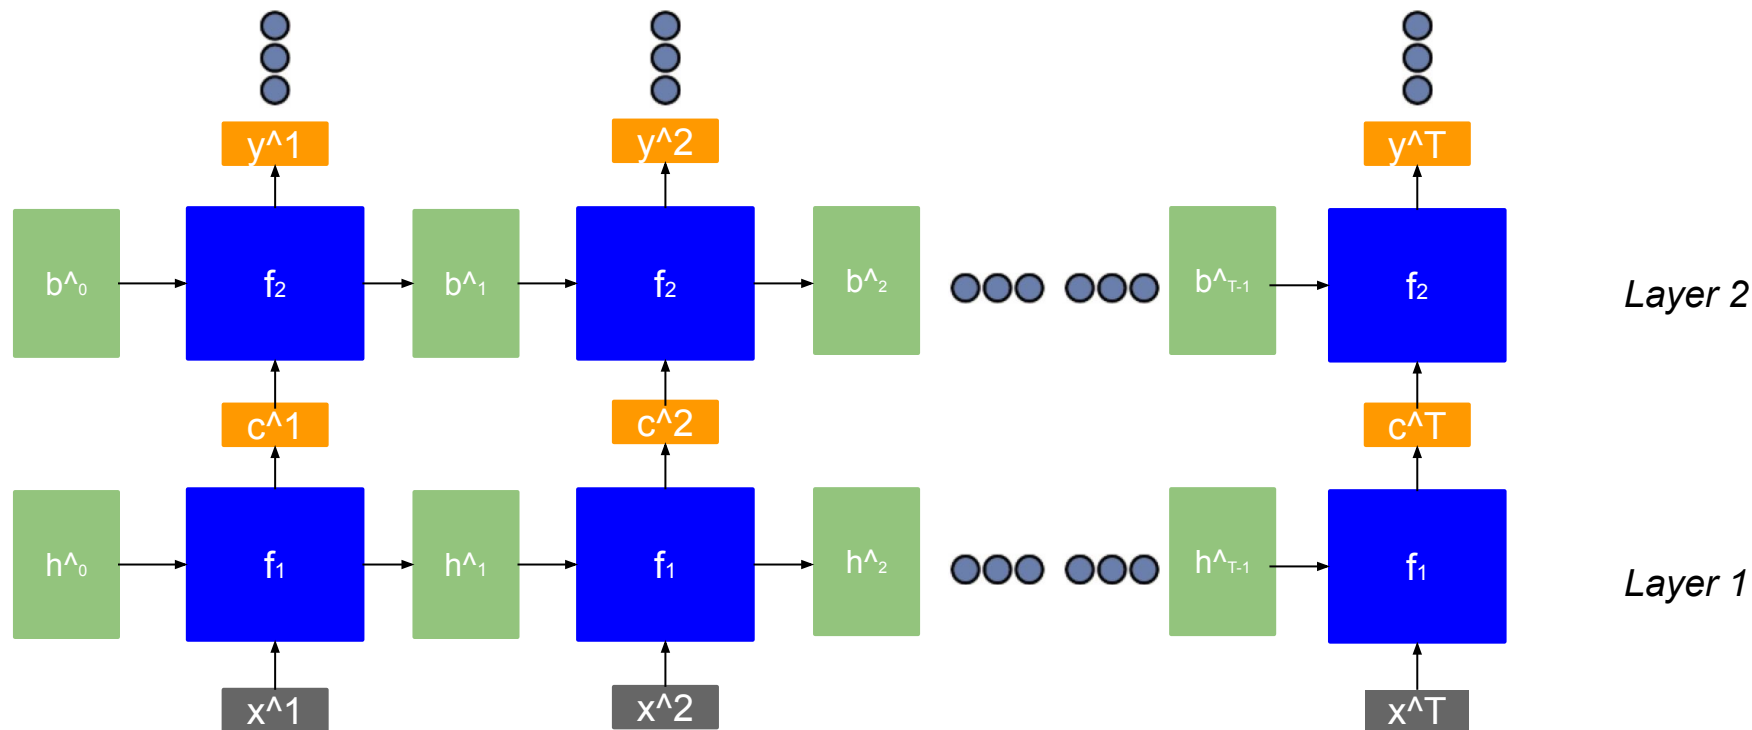 y^1 y^2 y^T
b^₀ f₂ b^₁ f₂ b^₂ b^T-1 f₂ Layer 2
c^1 c^2 c^T
h^₀ f₁ h^₁ f₁ h^₂ h^T-1 f₁ Layer 1
x^1 x^2 x^T